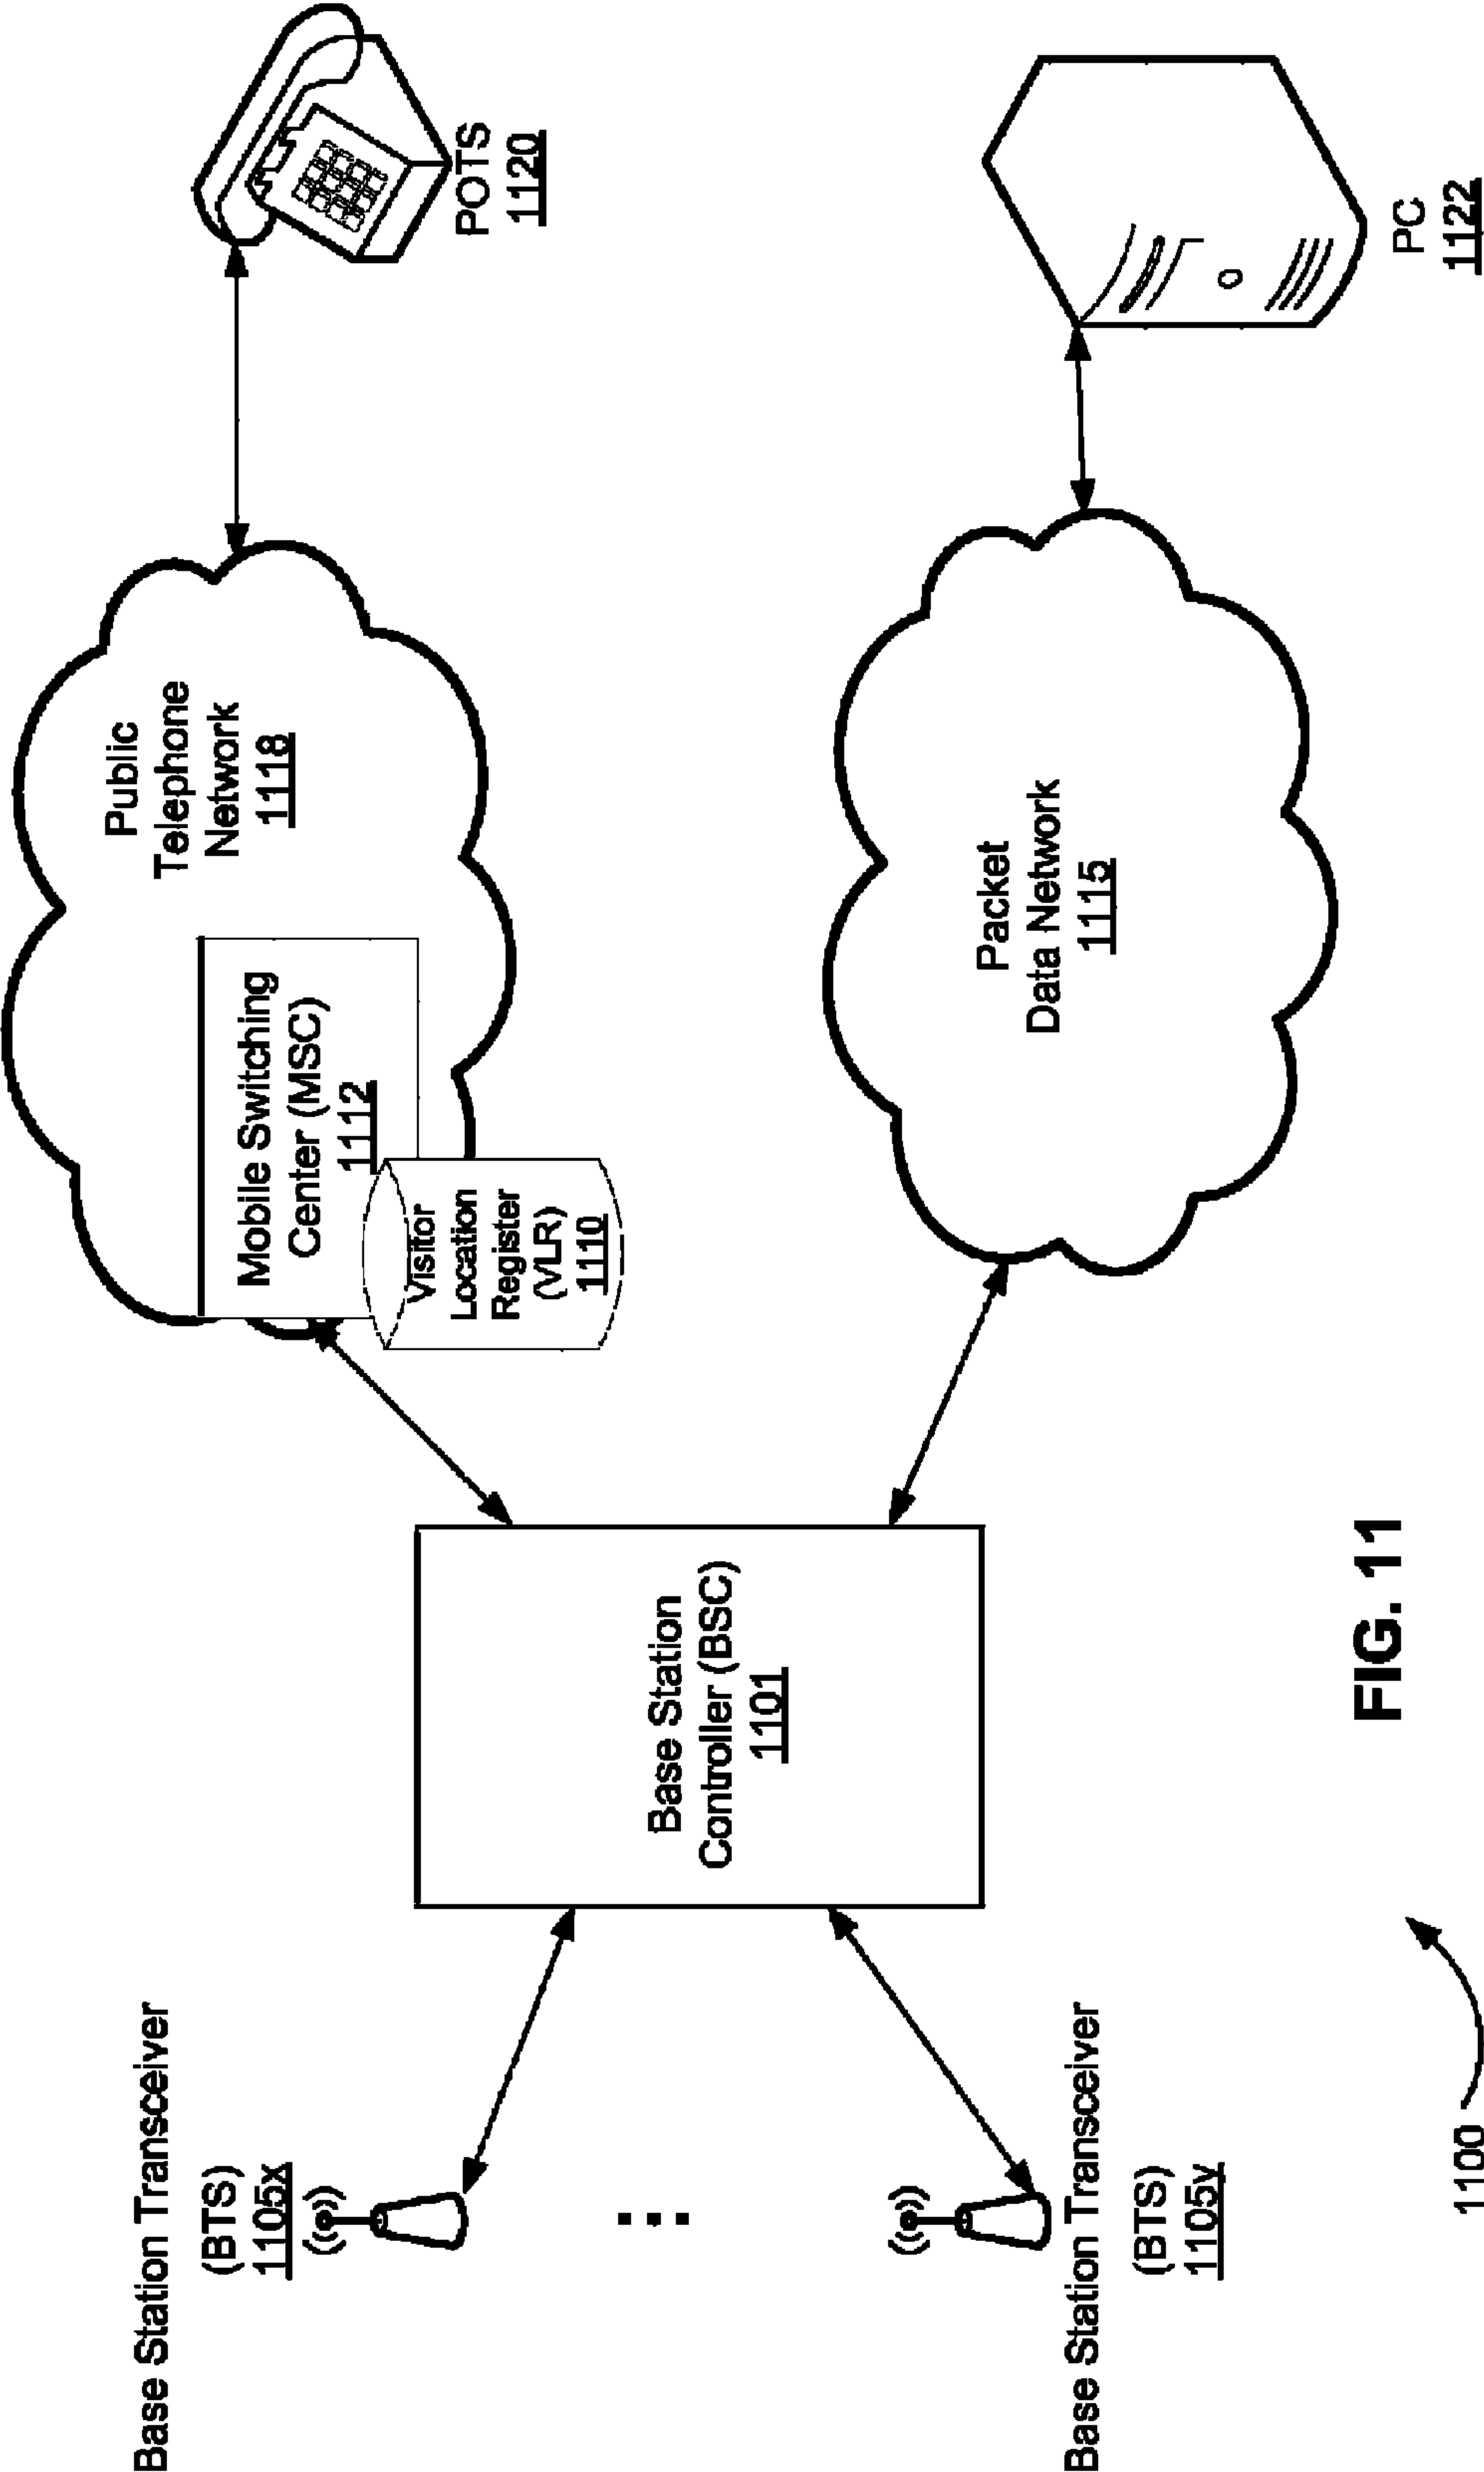 Base Station Transceiver
(BTS)
1105x
Base Station Transceiver
(BTS)
1105y
Base Station
Controller (BSC)
1101
Mobile Switching
Center (MSC)
1112
Visitor
Location
Register
(VLR)
1110
Public
Telephone
Network
1118
Packet
Data Network
1115
POTS
1120
PC
1122
1100
FIG. 11